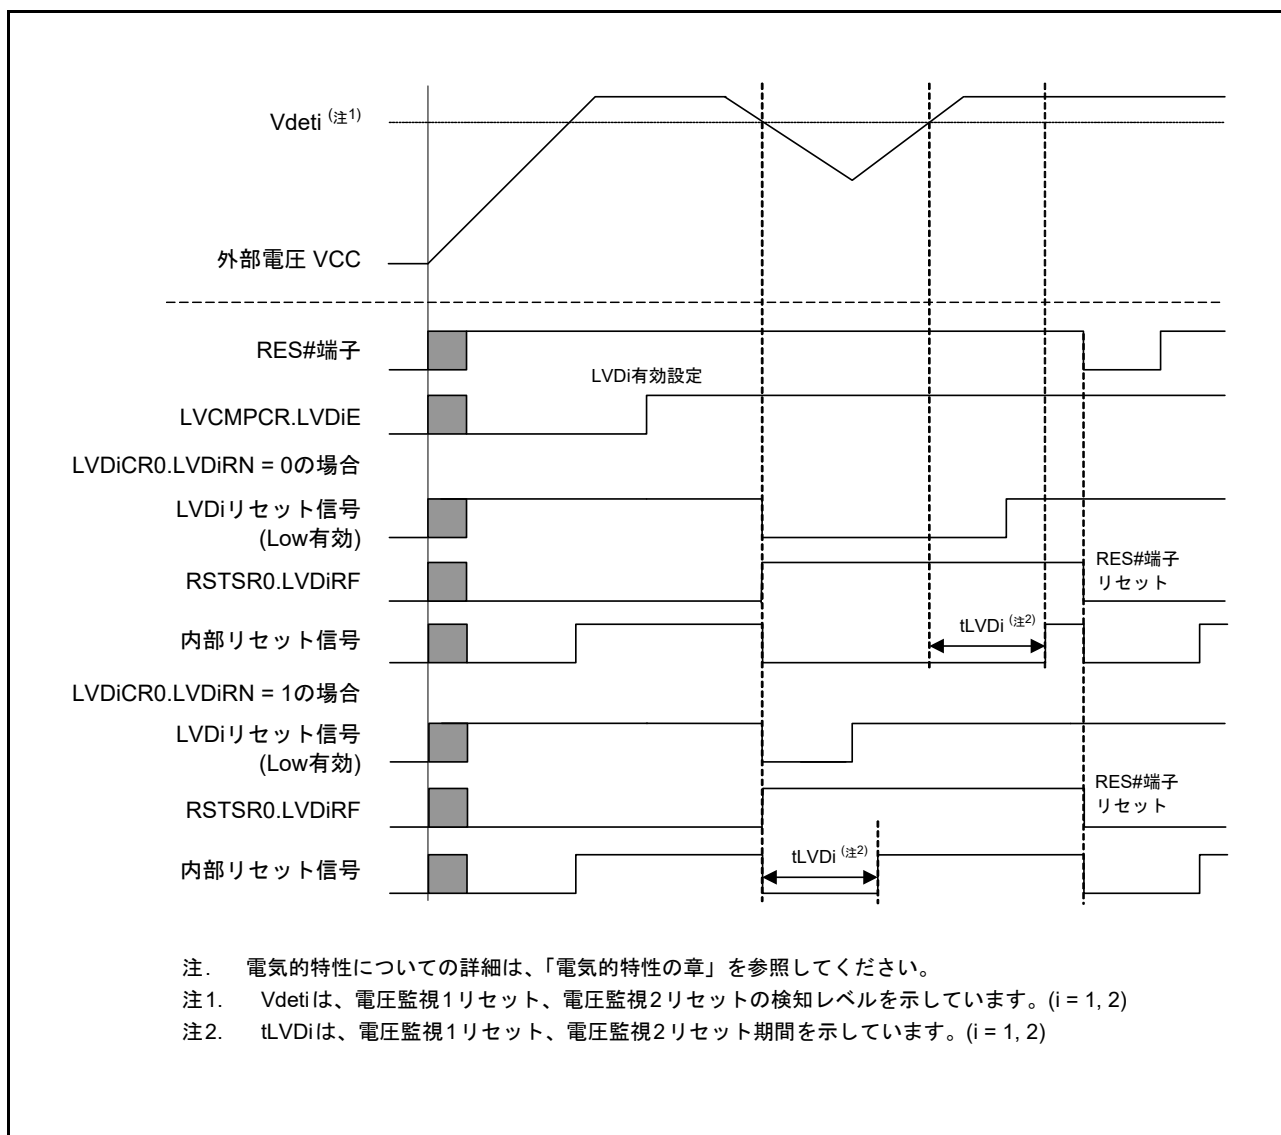 Vdeti (注1)
外部電圧 VCC
RES#端子
LVDi有効設定
LVCMPCR.LVDiE
LVDiCR0.LVDiRN = 0の場合
LVDiリセット信号
(Low有効)
RES#端子
リセット
RSTSR0.LVDiRF
tLVDi (注2)
内部リセット信号
LVDiCR0.LVDiRN = 1の場合
LVDiリセット信号
(Low有効)
RES#端子
リセット
RSTSR0.LVDiRF
tLVDi (注2)
内部リセット信号
注. 電気的特性についての詳細は、「電気的特性の章」を参照してください。
注1. Vdetiは、電圧監視1リセット、電圧監視2リセットの検知レベルを示しています。(i = 1, 2)
注2. tLVDiは、電圧監視1リセット、電圧監視2リセット期間を示しています。(i = 1, 2)